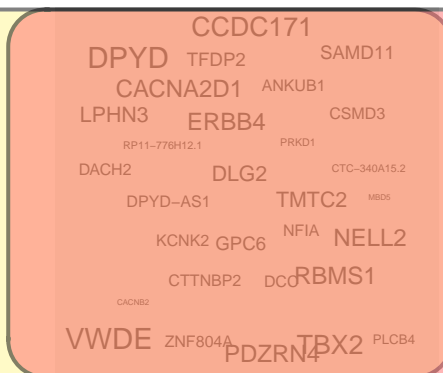 CCDC171
DPYD TFDP2 SAMD11
CACNA2D1 ANKUB1
LPHN3 ERBB4 CSMD3
RP11−776H12.1 PRKD1
DACH2 DLG2 CTC−340A15.2
DPYD−AS1 TMTC2 MBD5
KCNK2 GPC6 NFIA NELL2
CTTNBP2 DCC RBMS1
CACNB2
VWDE ZNF804A PDZRN4 TBX2 PLCB4